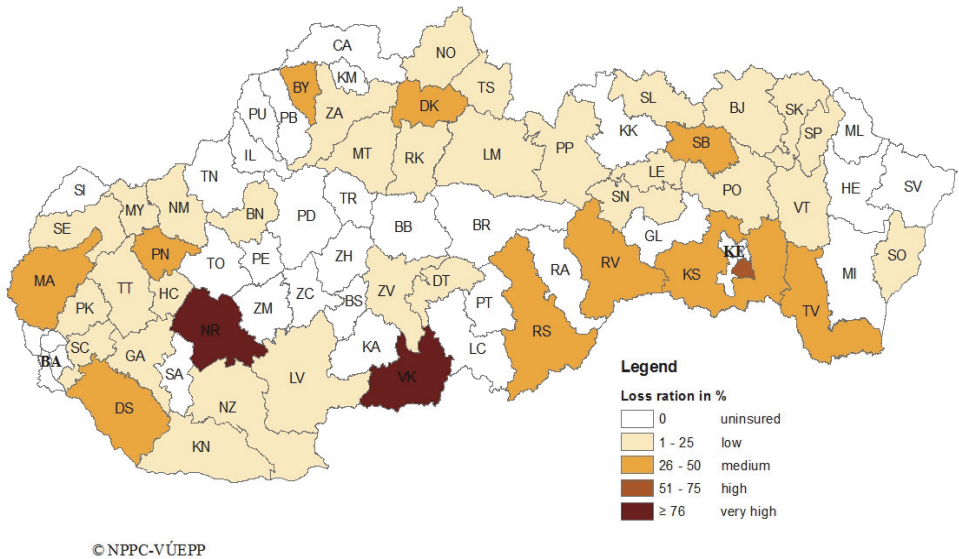 CA
NO
KM
BY
TS
DK
PU
PB
ZA
SL
BJ
SK
SP
ML
KK
SB
IL
MT
RK
LM
PP
TN
LE
HE
SV
SI
PO
MY
NM
BN
PD
TR
SN
VT
SE
BB
BR
GL
KE
PN
TO
PE
ZH
SO
MA
RA
RV
KS
MI
TT
HC
ZC
BS
ZV
DT
PT
TV
PK
NR
ZM
RS
SC
GA
KA
LC
BA
SA
LV
VK
DS
NZ
KN
Legend
Loss ration in %
0 uninsured
1 - 25 low
26 - 50 medium
51 - 75 high
≥ 76 very high
© NPPC-VÚEPP